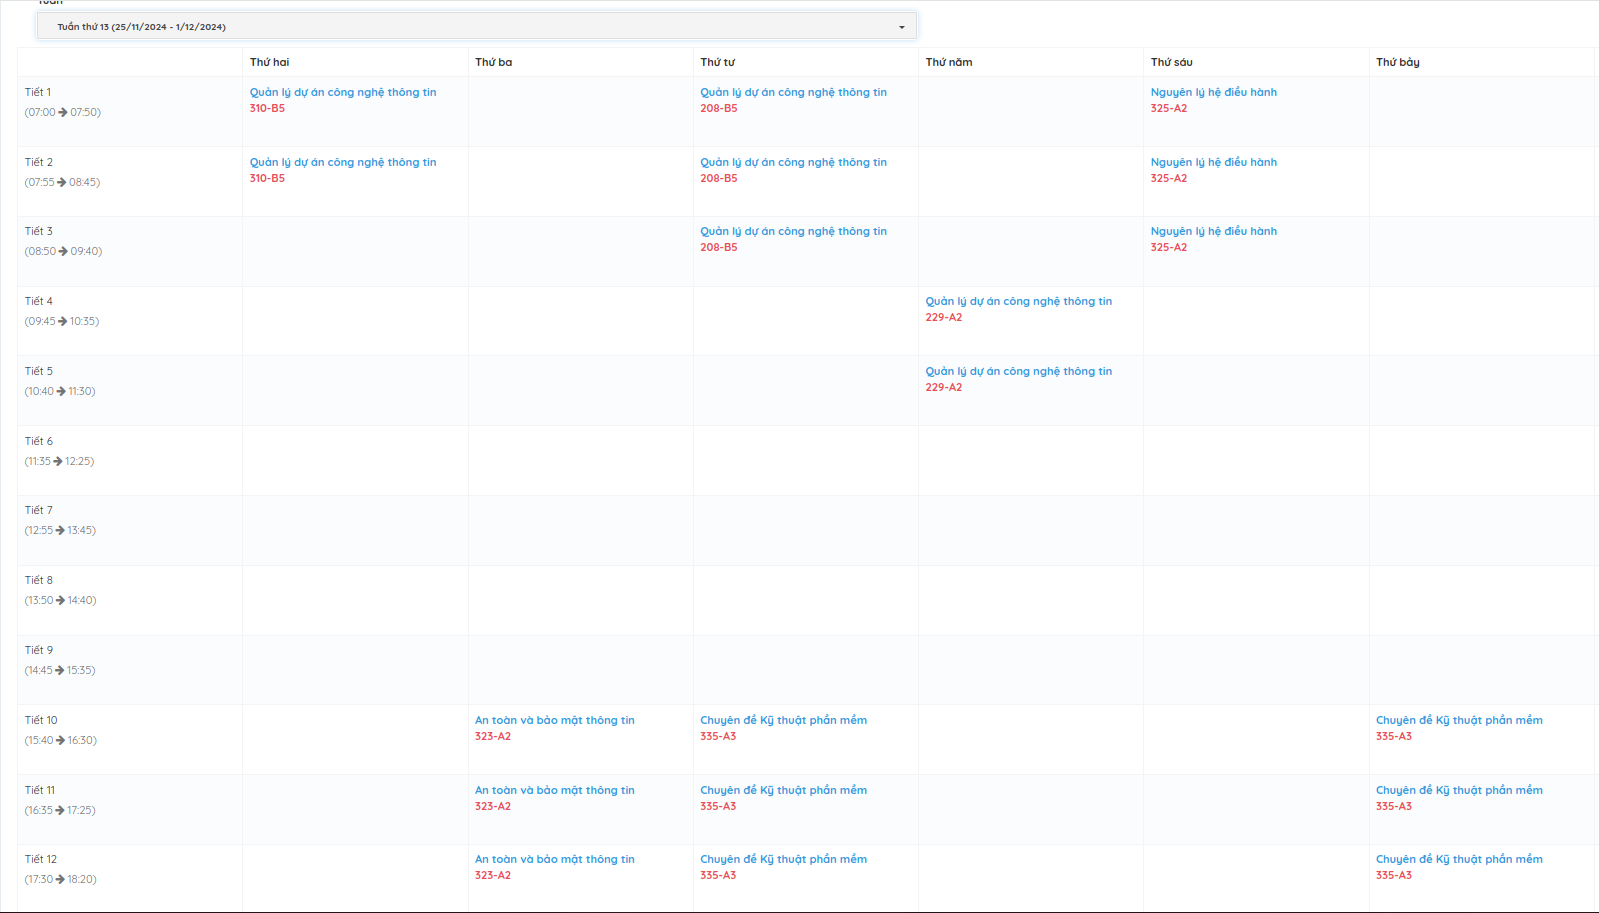 Tuần
Tuần thứ 13 (25/11/2024 - 1/12/2024)
Thứ hai Thứ ba Thứ tư Thứ năm Thứ sáu Thứ bảy
Tiết 1 Quản lý dự án công nghệ thông tin Quản lý dự án công nghệ thông tin Nguyên lý hệ điều hành
(07:00 → 07:50) 310-B5 208-B5 325-A2
Tiết 2 Quản lý dự án công nghệ thông tin Quản lý dự án công nghệ thông tin Nguyên lý hệ điều hành
(07:55 → 08:45) 310-B5 208-B5 325-A2
Tiết 3 Quản lý dự án công nghệ thông tin Nguyên lý hệ điều hành
(08:50 → 09:40) 208-B5 325-A2
Tiết 4 Quản lý dự án công nghệ thông tin
(09:45 → 10:35) 229-A2
Tiết 5 Quản lý dự án công nghệ thông tin
(10:40 → 11:30) 229-A2
Tiết 6
(11:35 → 12:25)
Tiết 7
(12:55 → 13:45)
Tiết 8
(13:50 → 14:40)
Tiết 9
(14:45 → 15:35)
Tiết 10 An toàn và bảo mật thông tin Chuyên đề Kỹ thuật phần mềm Chuyên đề Kỹ thuật phần mềm
(15:40 → 16:30) 323-A2 335-A3 335-A3
Tiết 11 An toàn và bảo mật thông tin Chuyên đề Kỹ thuật phần mềm Chuyên đề Kỹ thuật phần mềm
(16:35 → 17:25) 323-A2 335-A3 335-A3
Tiết 12 An toàn và bảo mật thông tin Chuyên đề Kỹ thuật phần mềm Chuyên đề Kỹ thuật phần mềm
(17:30 → 18:20) 323-A2 335-A3 335-A3